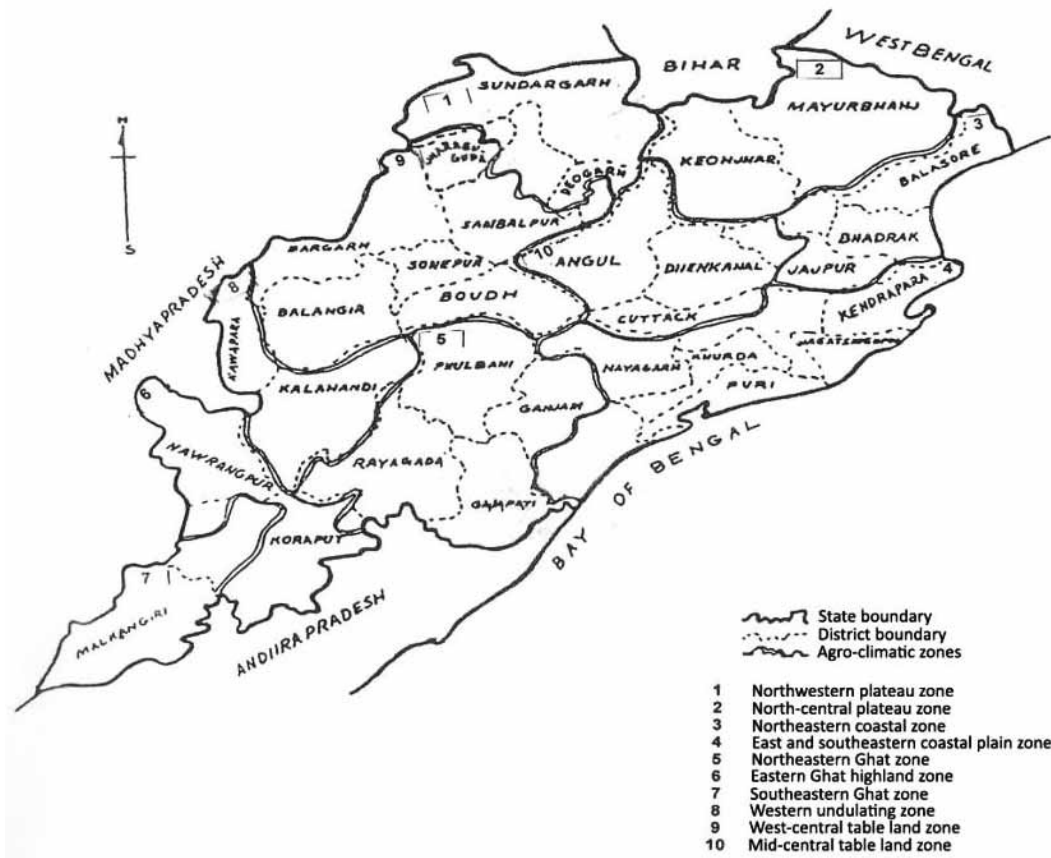 WEST BENGAL
BIHAR
2
SUNDARGARH
1
MAYURBHANJ
3
N
9
KEONJHAR
BALASORE
DEOGARH
SAMBALPUR
S
BARGARH
BHADRAK
10
ANGUL
SONEPUR
DHENKANAL
JAJPUR
4
8
BOUDH
KENDRAPARA
BALANGIR
CUTTACK
MADHYAPRADESH
5
KAWAPARA
PHULBANI
NAYAGARH
KHURDA
KALAHANDI
PURI
6
GANJAM
BAY OF BENGAL
NAWRANGPUR
RAYAGADA
GAMPATI
KORAPUT
7
MALKANGIRI
ANDHRAPRADESH
State boundary
District boundary
Agro-climatic zones
1 Northwestern plateau zone
2 North-central plateau zone
3 Northeastern coastal zone
4 East and southeastern coastal plain zone
5 Northeastern Ghat zone
6 Eastern Ghat highland zone
7 Southeastern Ghat zone
8 Western undulating zone
9 West-central table land zone
10 Mid-central table land zone